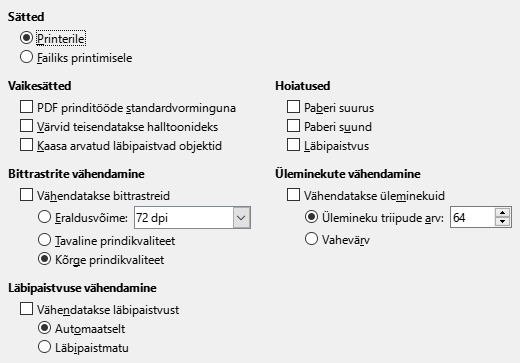 Sätted
Printerile
Failiks printimisele
Vaikesätted
PDF prinditööde standardvorminguna
Värvid teisendatakse halltoonideks
Kaasa arvatud läbipaistvad objektid
Hoiatused
Paberi suurus
Paberi suund
Läbipaistvus
Bittrastrite vähendamine
Vähendatakse bittrastreid
Eraldusvõime: 72 dpi
Tavaline prindikvaliteet
Kõrge prindikvaliteet
Üleminekute vähendamine
Vähendatakse üleminekuid
Ülemineku triipude arv: 64
Vahevärv
Läbipaistvuse vähendamine
Vähendatakse läbipaistvust
Automaatselt
Läbipaistmatu